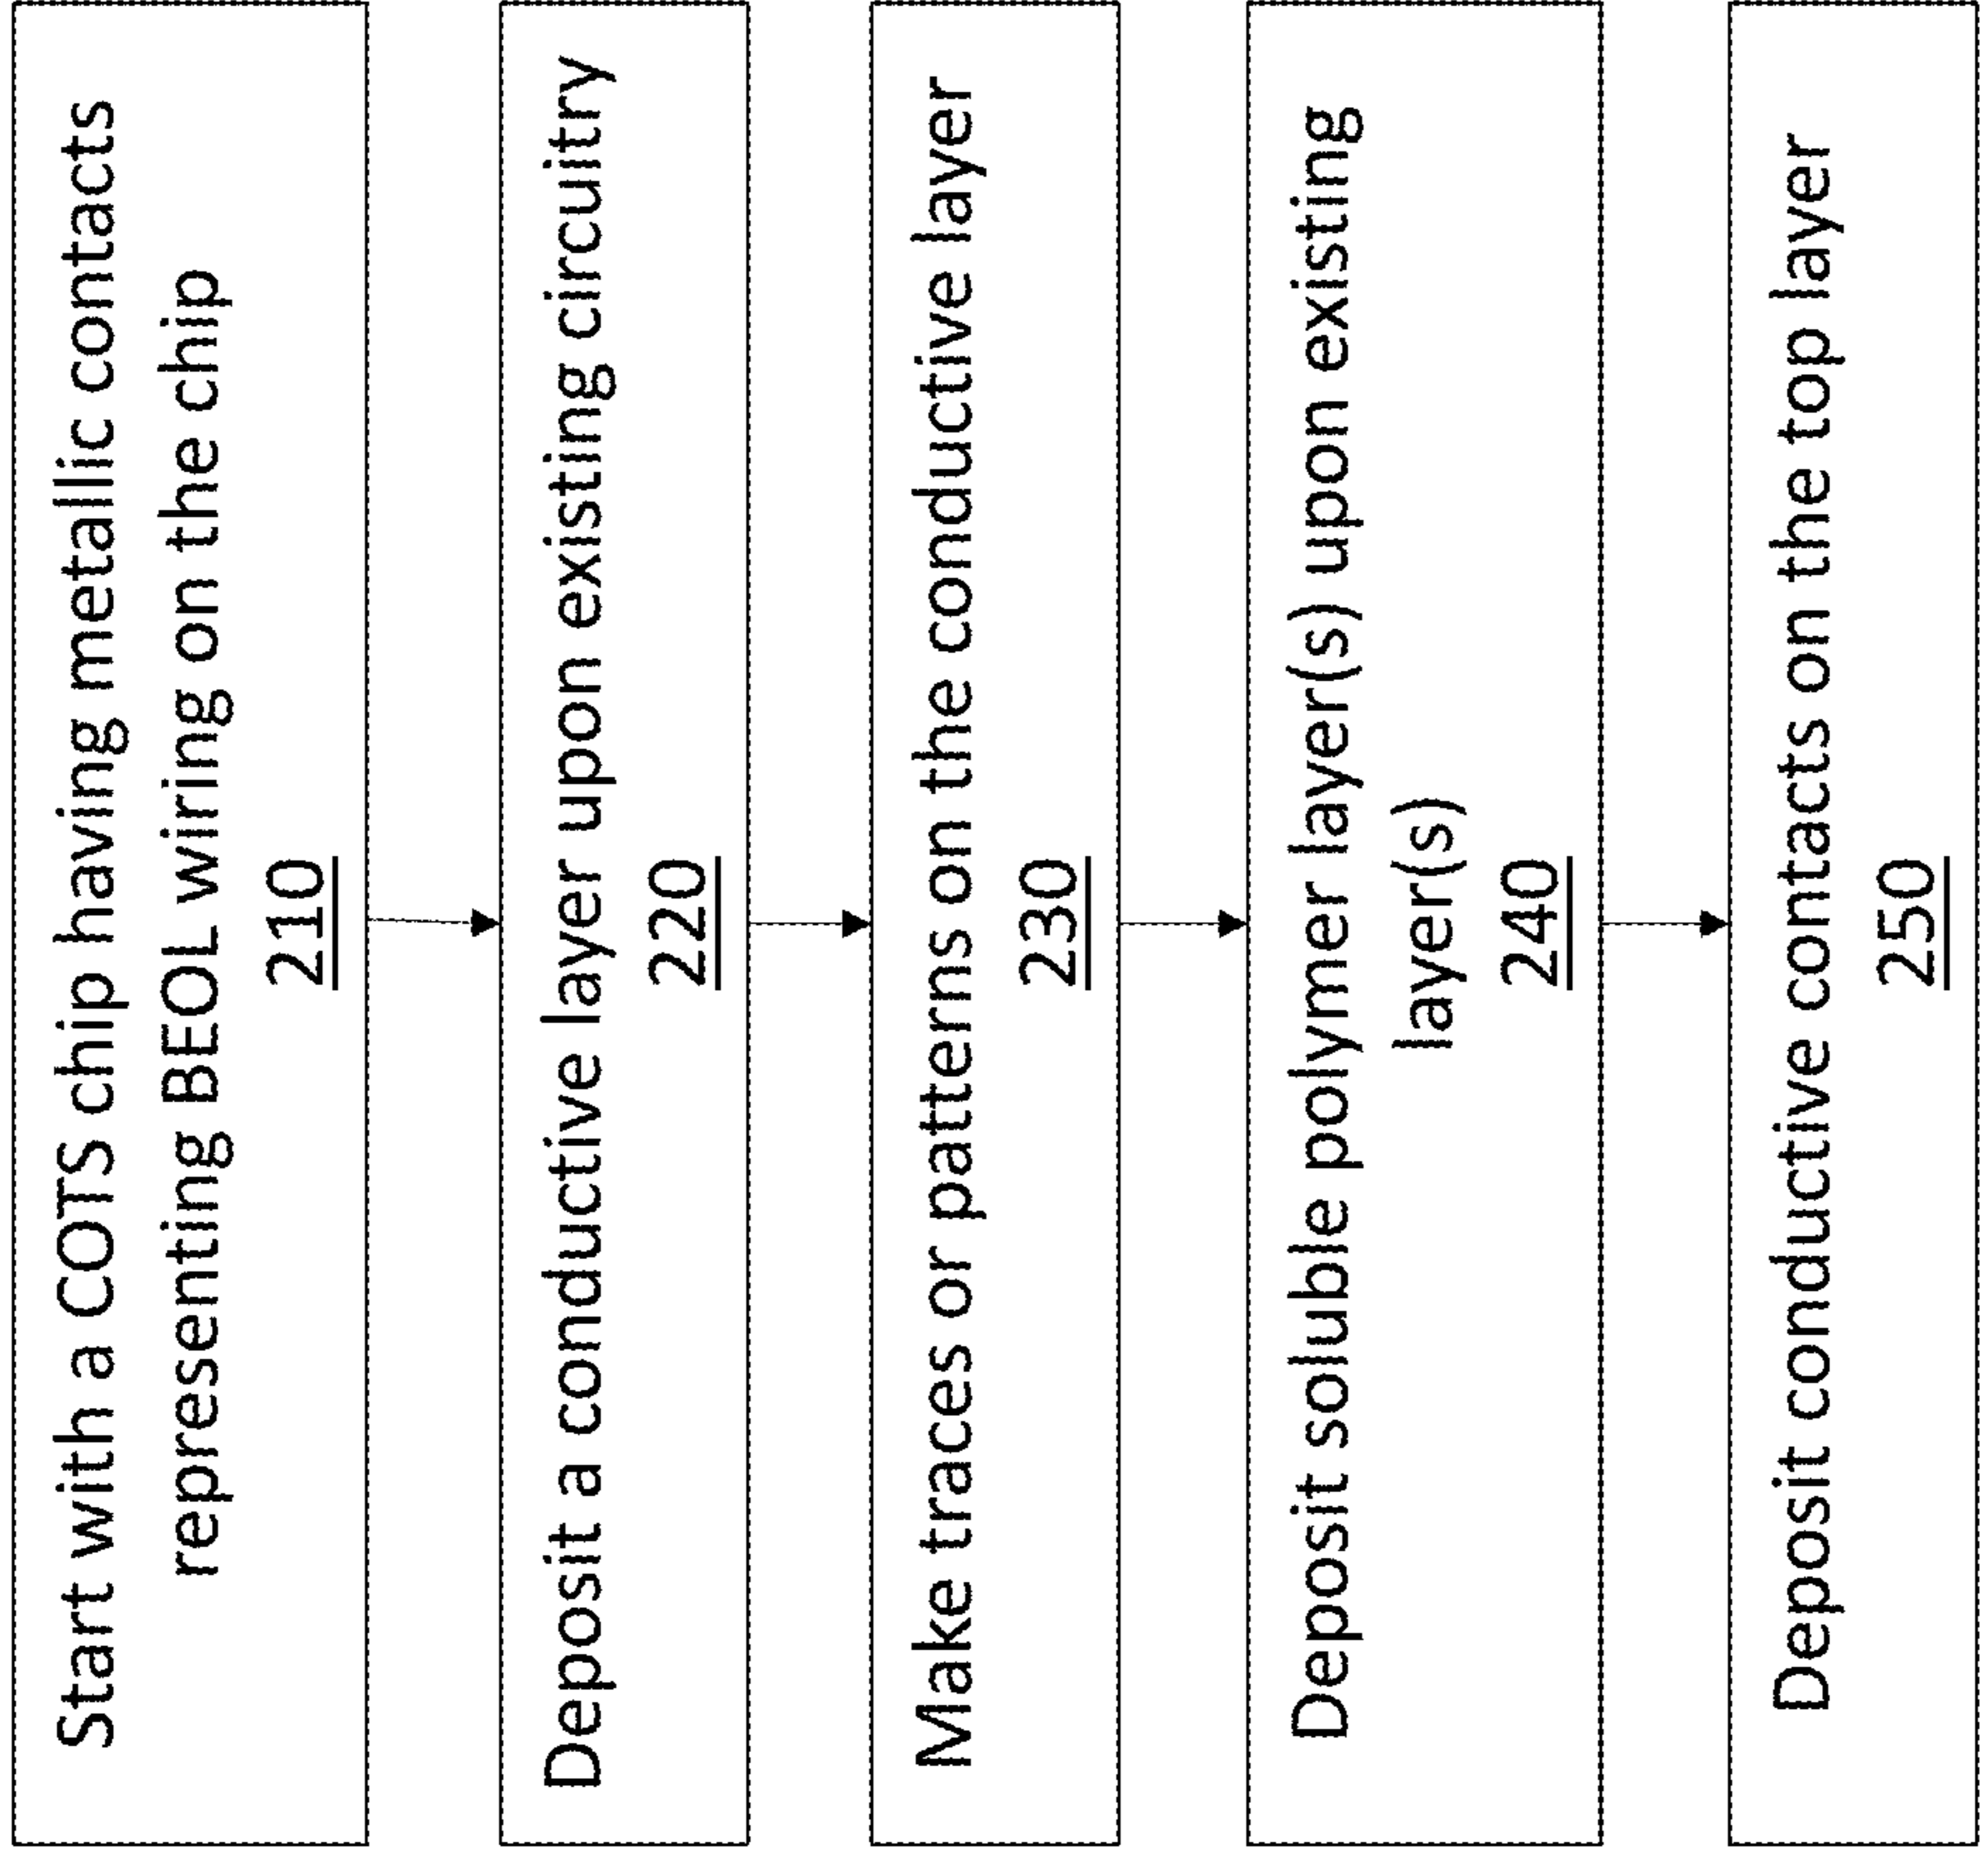 Start with a COTS chip having metallic contacts
representing BEOL wiring on the chip
210
Deposit a conductive layer upon existing circuitry
220
Make traces or patterns on the conductive layer
230
Deposit soluble polymer layer(s) upon existing
layer(s)
240
Deposit conductive contacts on the top layer
250